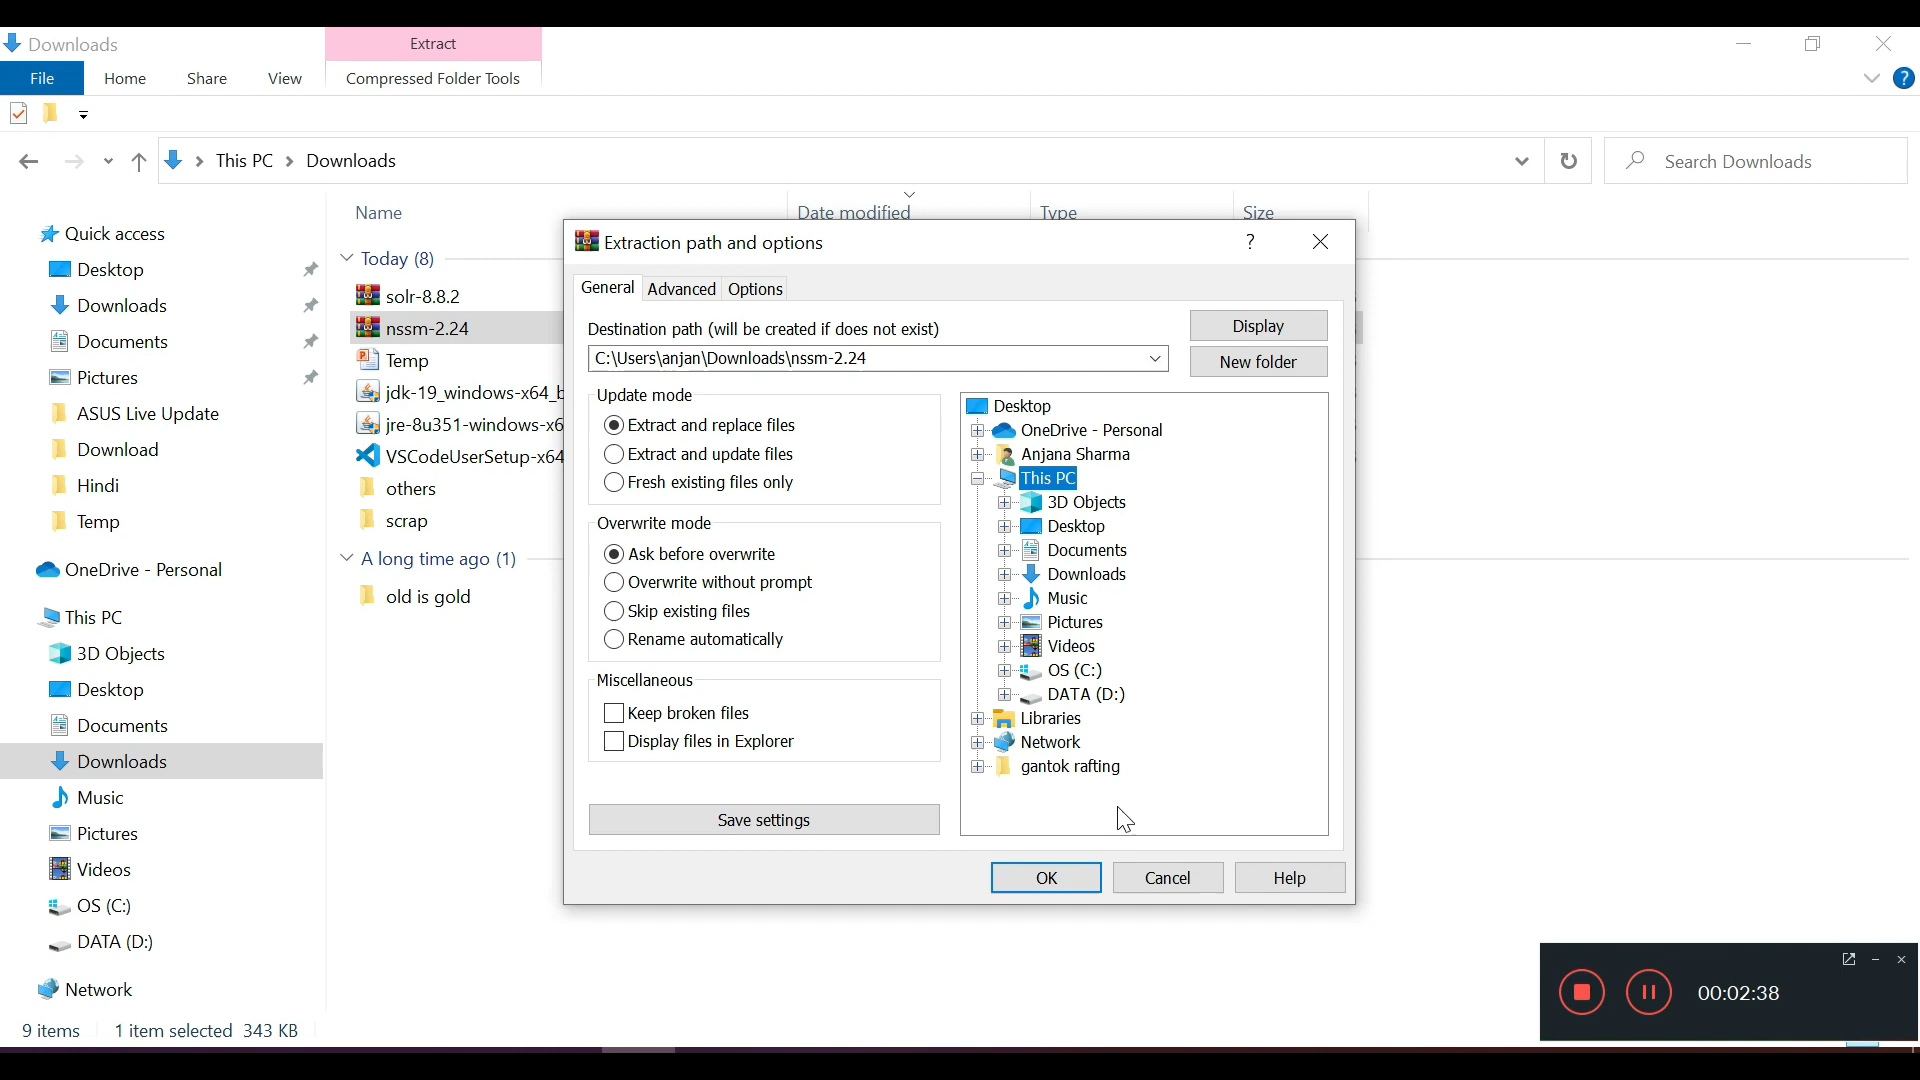 Downloads
Extract
File
Home
Share
View
Compressed Folder Tools
?
This PC
Downloads
Search Downloads
Name
Date modified
Type
Size
Quick access
Desktop
Downloads
Documents
Pictures
ASUS Live Update
Download
Hindi
Temp
OneDrive - Personal
This PC
3D Objects
Desktop
Documents
Downloads
Music
Pictures
Videos
OS (C:)
DATA (D:)
Network
Today (8)
solr-8.8.2
nssm-2.24
Temp
jdk-19_windows-x64_b
jre-8u351-windows-x6
VSCodeUserSetup-x64
others
scrap
A long time ago (1)
old is gold
Extraction path and options
?
General
Advanced
Options
Destination path (will be created if does not exist)
C:\Users\anjan\Downloads\nssm-2.24
Display
New folder
Update mode
Extract and replace files
Extract and update files
Fresh existing files only
Overwrite mode
Ask before overwrite
Overwrite without prompt
Skip existing files
Rename automatically
Miscellaneous
Keep broken files
Display files in Explorer
Save settings
Desktop
OneDrive - Personal
Anjana Sharma
This PC
3D Objects
Desktop
Documents
Downloads
Music
Pictures
Videos
OS (C:)
DATA (D:)
Libraries
Network
gantok rafting
OK
Cancel
Help
00:02:38
9 items
1 item selected 343 KB